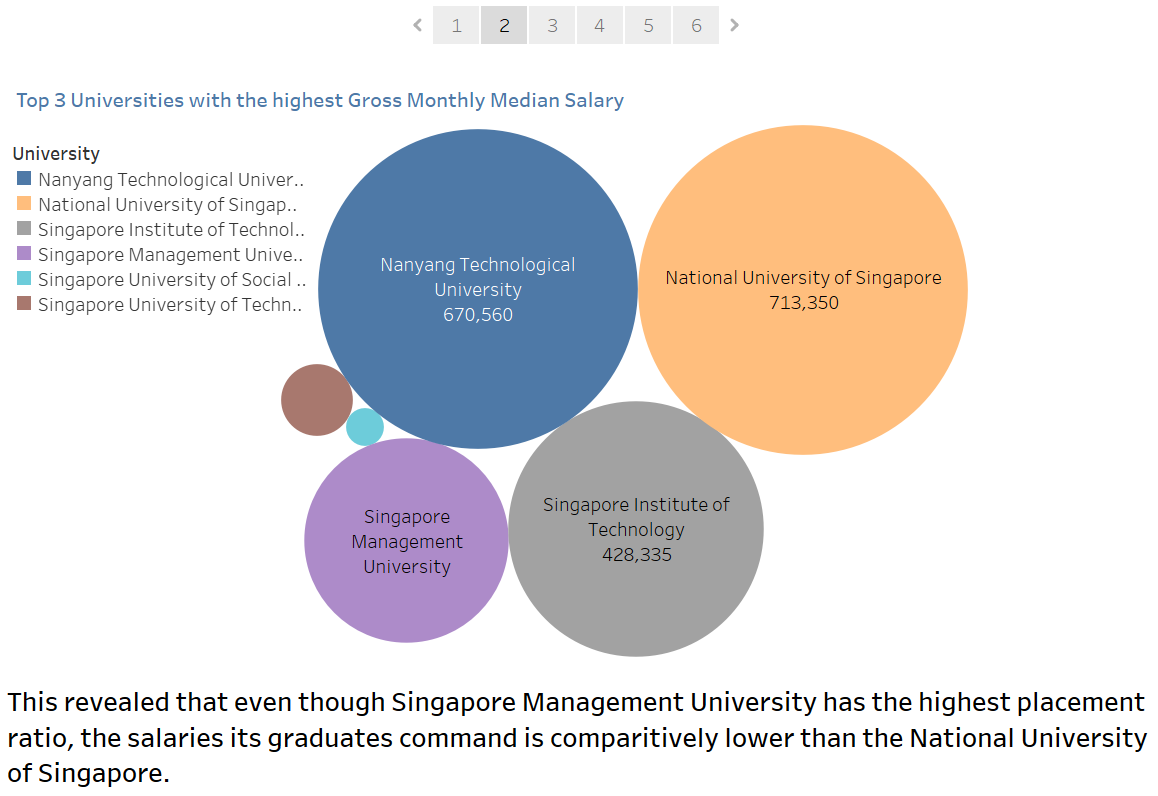 1 2 3 4 5 6
Top 3 Universities with the highest Gross Monthly Median Salary
University
Nanyang Technological Univer..
National University of Singap..
Singapore Institute of Technol..
Singapore Management Unive..
Singapore University of Social ..
Singapore University of Techn..
Nanyang Technological
University
670,560
National University of Singapore
713,350
Singapore
Management
University
Singapore Institute of
Technology
428,335
This revealed that even though Singapore Management University has the highest placement
ratio, the salaries its graduates command is comparitively lower than the National University
of Singapore.